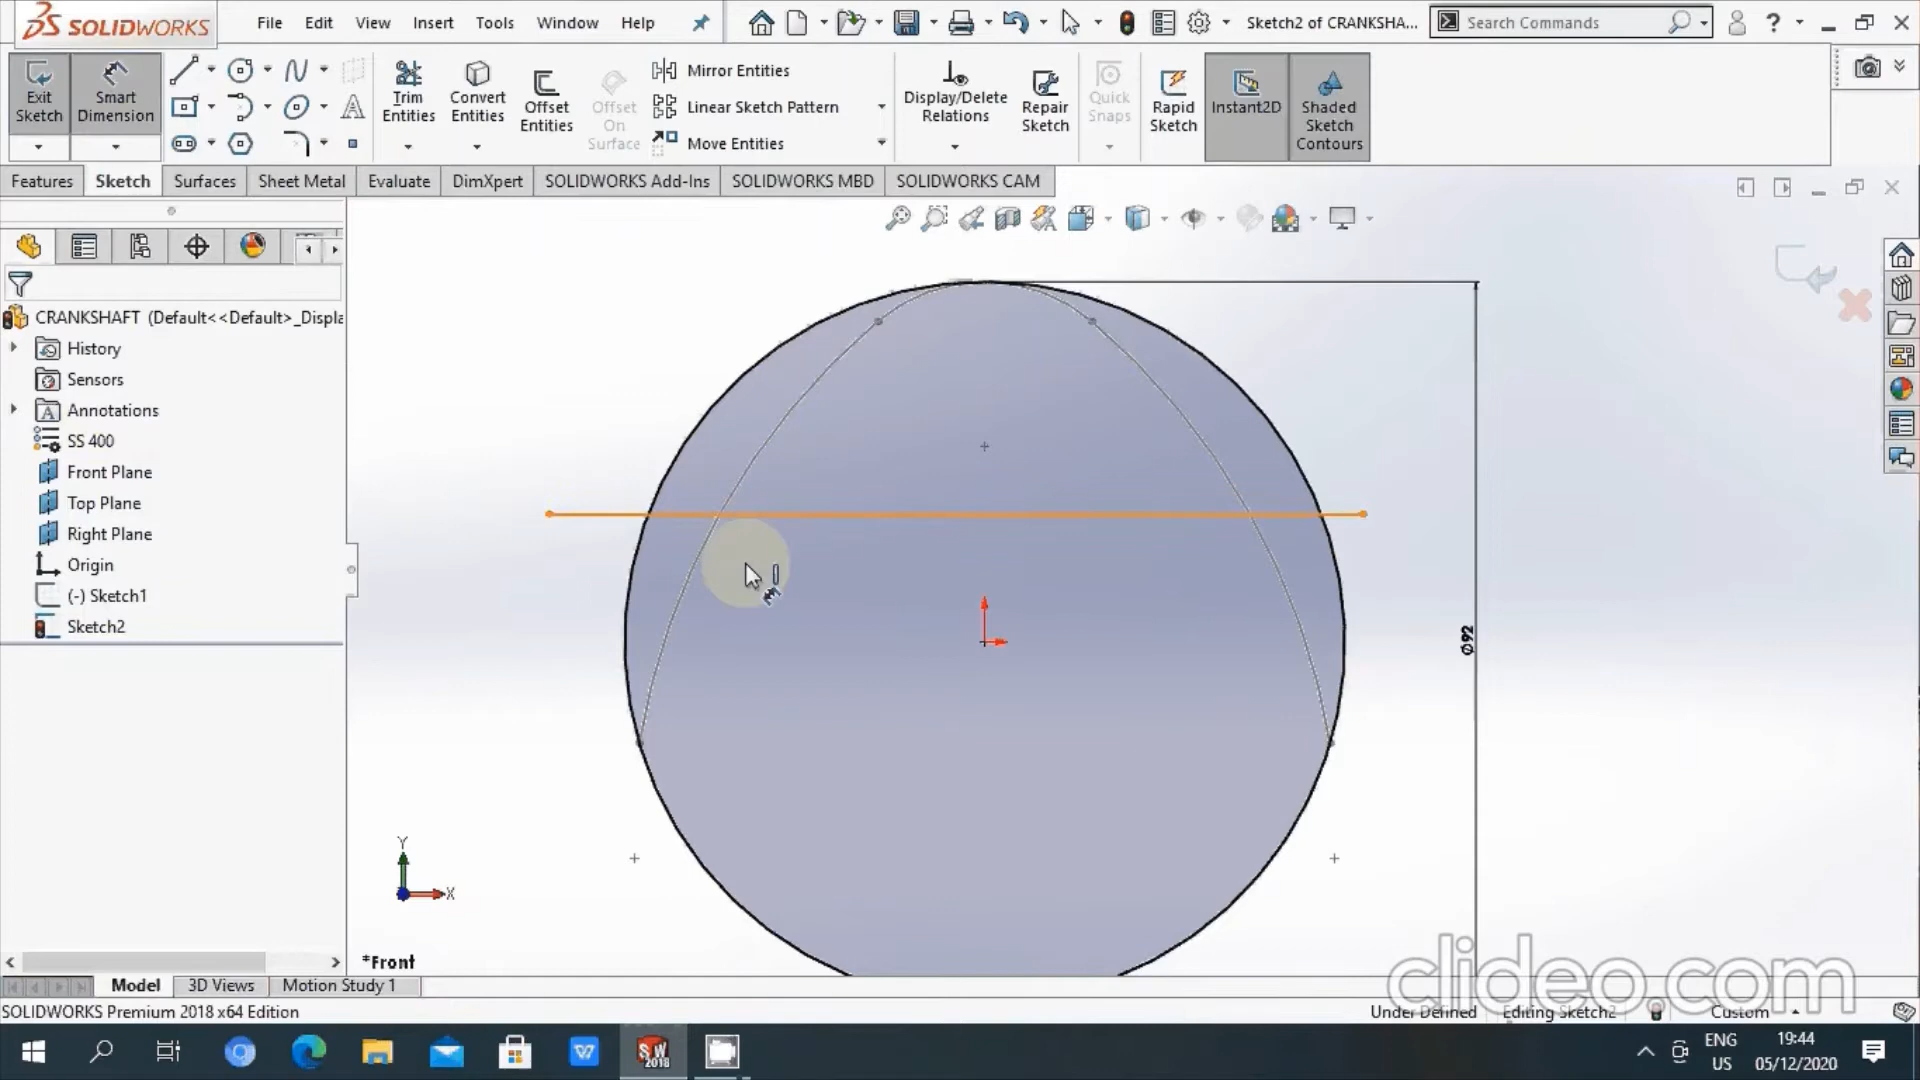 SOLIDWORKS
File Edit View Insert Tools Window Help
Sketch2 of CRANKSHA...
Search Commands
?
Exit Sketch
Smart Dimension
Trim Entities
Convert Entities
Offset Entities
Offset On Surface
Mirror Entities
Linear Sketch Pattern
Move Entities
Display/Delete Relations
Repair Sketch
Quick Snaps
Rapid Sketch
Instant2D
Shaded Sketch Contours
Features Sketch Surfaces Sheet Metal Evaluate DimXpert SOLIDWORKS Add-Ins SOLIDWORKS MBD SOLIDWORKS CAM
CRANKSHAFT (Default<<Default>_Displa
History
Sensors
Annotations
SS 400
Front Plane
Top Plane
Right Plane
Origin
(-) Sketch1
Sketch2
Ø92
Y
X
*Front
clideo.com
Model 3D Views Motion Study 1
SOLIDWORKS Premium 2018 x64 Edition
Under Defined Editing Sketch2 Custom
SW 2018
ENG
US
19:44
05/12/2020